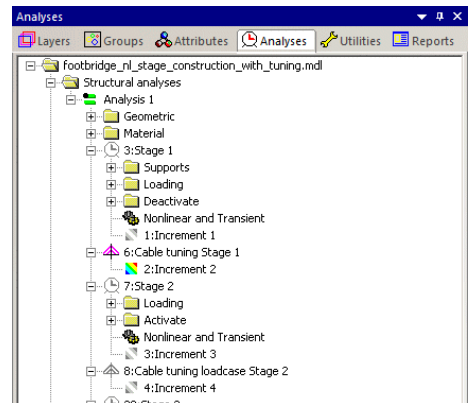 Analyses
Layers Groups Attributes Analyses Utilities Reports
footbridge_nl_stage_construction_with_tuning.mdl
Structural analyses
Analysis 1
Geometric
Material
3:Stage 1
Supports
Loading
Deactivate
Nonlinear and Transient
1:Increment 1
6:Cable tuning Stage 1
2:Increment 2
7:Stage 2
Loading
Activate
Nonlinear and Transient
3:Increment 3
8:Cable tuning loadcase Stage 2
4:Increment 4